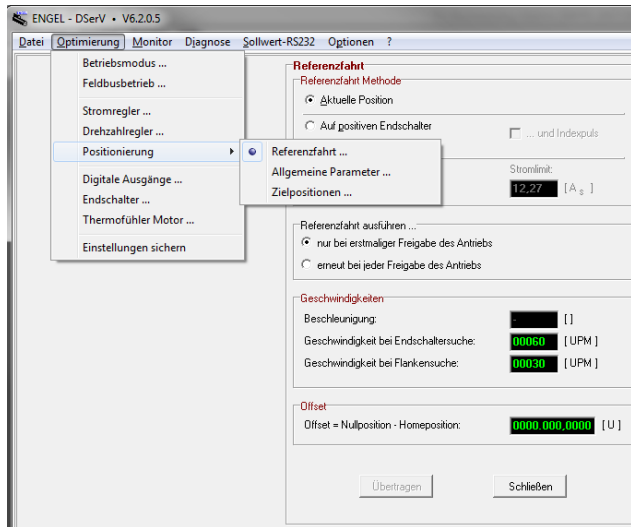 ENGEL - DServ • V6.2.0.5
Datei Optimierung Monitor Diagnose Sollwert-RS232 Optionen ?
Betriebsmodus ...
Feldbusbetrieb ...
Stromregler ...
Drehzahlregler ...
Positionierung
Digitale Ausgänge ...
Endschalter ...
Thermofühler Motor ...
Einstellungen sichern
Referenzfahrt ...
Allgemeine Parameter ...
Zielpositionen ...
Referenzfahrt
Referenzfahrt Methode
Aktuelle Position
Auf positiven Endschalter
... und Indexpuls
Stromlimit:
12,27 [A s ]
Referenzfahrt ausführen ...
nur bei erstmaliger Freigabe des Antriebs
erneut bei jeder Freigabe des Antriebs
Geschwindigkeiten
Beschleunigung: - []
Geschwindigkeit bei Endschaltersuche: 00060 [ UPM ]
Geschwindigkeit bei Flankensuche: 00030 [ UPM ]
Offset
Offset = Nullposition - Homeposition: 0000.000,0000 [ U ]
Übertragen Schließen